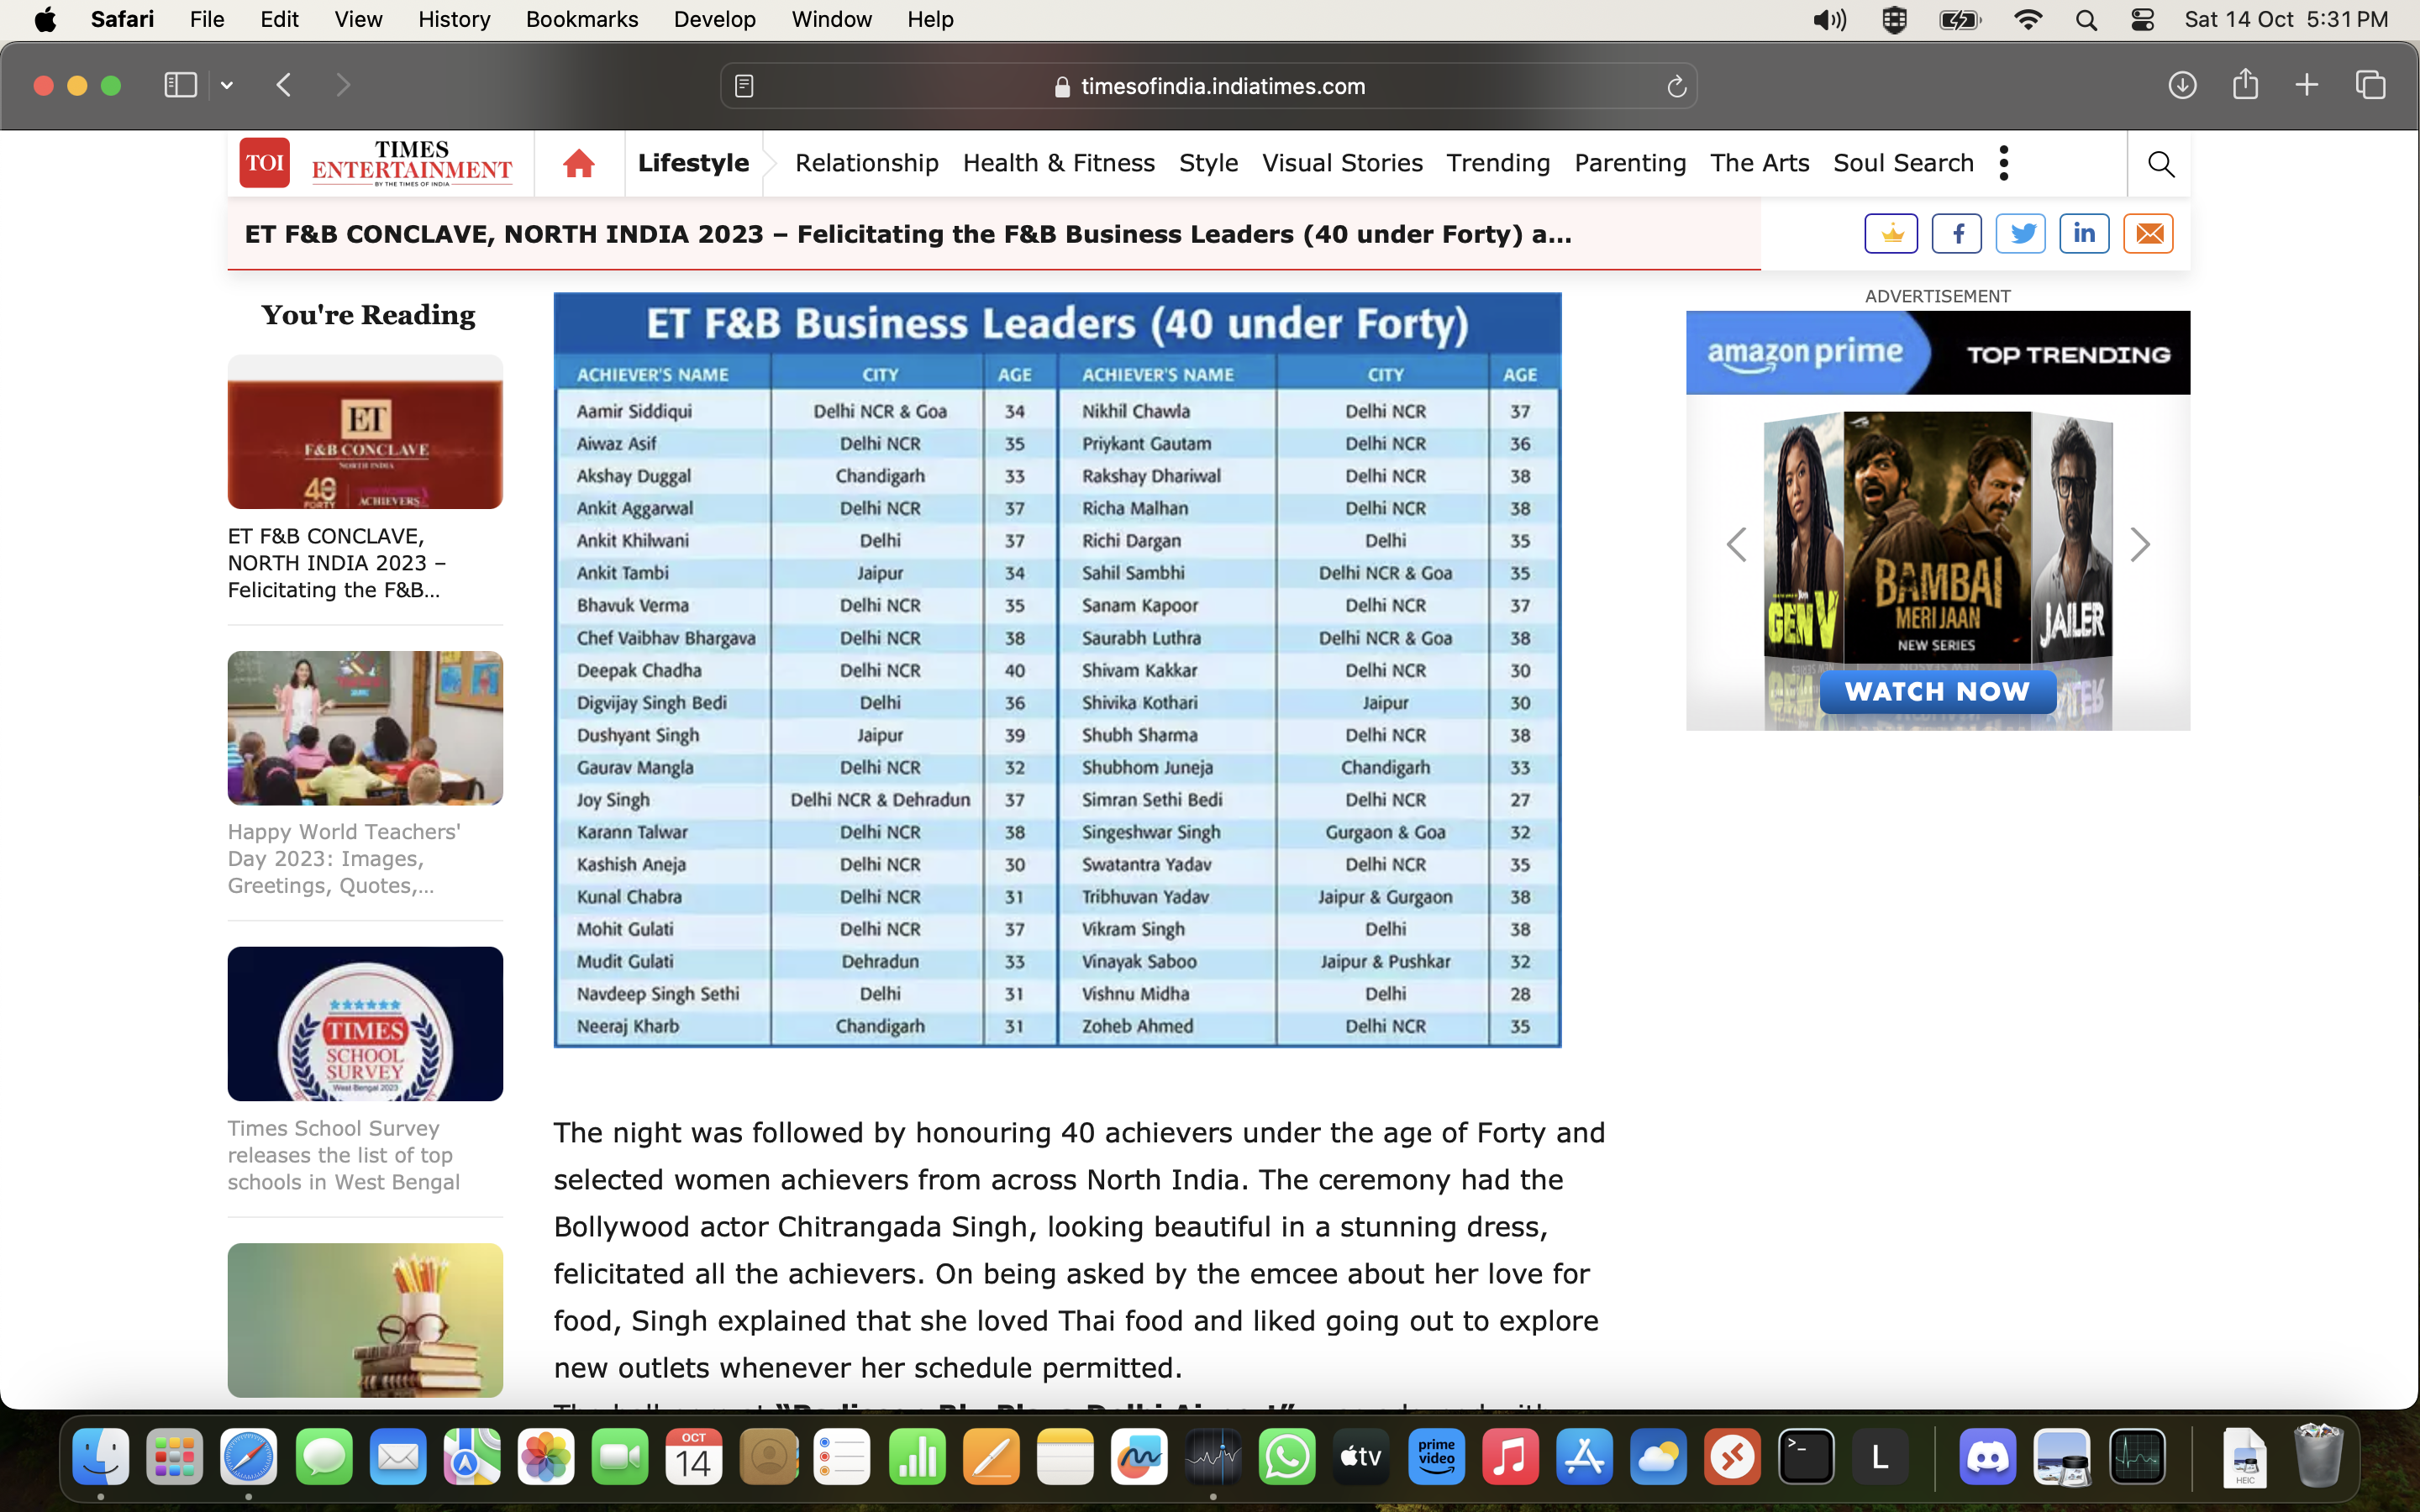 Safari File Edit View History Bookmarks Develop Window Help Sat 14 Oct 5:31 PM
timesofindia.indiatimes.com
TOI TIMES ENTERTAINMENT Lifestyle Relationship Health & Fitness Style Visual Stories Trending Parenting The Arts Soul Search
BY THE TIMES OF INDIA
ET F&B CONCLAVE, NORTH INDIA 2023 – Felicitating the F&B Business Leaders (40 under Forty) a...
You're Reading
ET
F&B CONCLAVE
NORTH INDIA
40 FORTY ACHIEVERS
ET F&B CONCLAVE,
NORTH INDIA 2023 –
Felicitating the F&B...
Happy World Teachers'
Day 2023: Images,
Greetings, Quotes,...
TIMES
SCHOOL
SURVEY
West Bengal 2023
Times School Survey
releases the list of top
schools in West Bengal
ET F&B Business Leaders (40 under Forty)
ACHIEVER'S NAME CITY AGE ACHIEVER'S NAME CITY AGE
Aamir Siddiqui Delhi NCR & Goa 34 Nikhil Chawla Delhi NCR 37
Aiwaz Asif Delhi NCR 35 Priykant Gautam Delhi NCR 36
Akshay Duggal Chandigarh 33 Rakshay Dhariwal Delhi NCR 38
Ankit Aggarwal Delhi NCR 37 Richa Malhan Delhi NCR 38
Ankit Khilwani Delhi 37 Richi Dargan Delhi 35
Ankit Tambi Jaipur 34 Sahil Sambhi Delhi NCR & Goa 35
Bhavuk Verma Delhi NCR 35 Sanam Kapoor Delhi NCR 37
Chef Vaibhav Bhargava Delhi NCR 38 Saurabh Luthra Delhi NCR & Goa 38
Deepak Chadha Delhi NCR 40 Shivam Kakkar Delhi NCR 30
Digvijay Singh Bedi Delhi 36 Shivika Kothari Jaipur 30
Dushyant Singh Jaipur 39 Shubh Sharma Delhi NCR 38
Gaurav Mangla Delhi NCR 32 Shubhom Juneja Chandigarh 33
Joy Singh Delhi NCR & Dehradun 37 Simran Sethi Bedi Delhi NCR 27
Karann Talwar Delhi NCR 38 Singeshwar Singh Gurgaon & Goa 32
Kashish Aneja Delhi NCR 30 Swatantra Yadav Delhi NCR 35
Kunal Chabra Delhi NCR 31 Tribhuvan Yadav Jaipur & Gurgaon 38
Mohit Gulati Delhi NCR 37 Vikram Singh Delhi 38
Mudit Gulati Dehradun 33 Vinayak Saboo Jaipur & Pushkar 32
Navdeep Singh Sethi Delhi 31 Vishnu Midha Delhi 28
Neeraj Kharb Chandigarh 31 Zoheb Ahmed Delhi NCR 35
The night was followed by honouring 40 achievers under the age of Forty and
selected women achievers from across North India. The ceremony had the
Bollywood actor Chitrangada Singh, looking beautiful in a stunning dress,
felicitated all the achievers. On being asked by the emcee about her love for
food, Singh explained that she loved Thai food and liked going out to explore
new outlets whenever her schedule permitted.
ADVERTISEMENT
amazon prime TOP TRENDING
GEN V
BAMBAI
MERI JAAN
NEW SERIES
JAILER
WATCH NOW
OCT
14
tv
prime video
L
HEIC